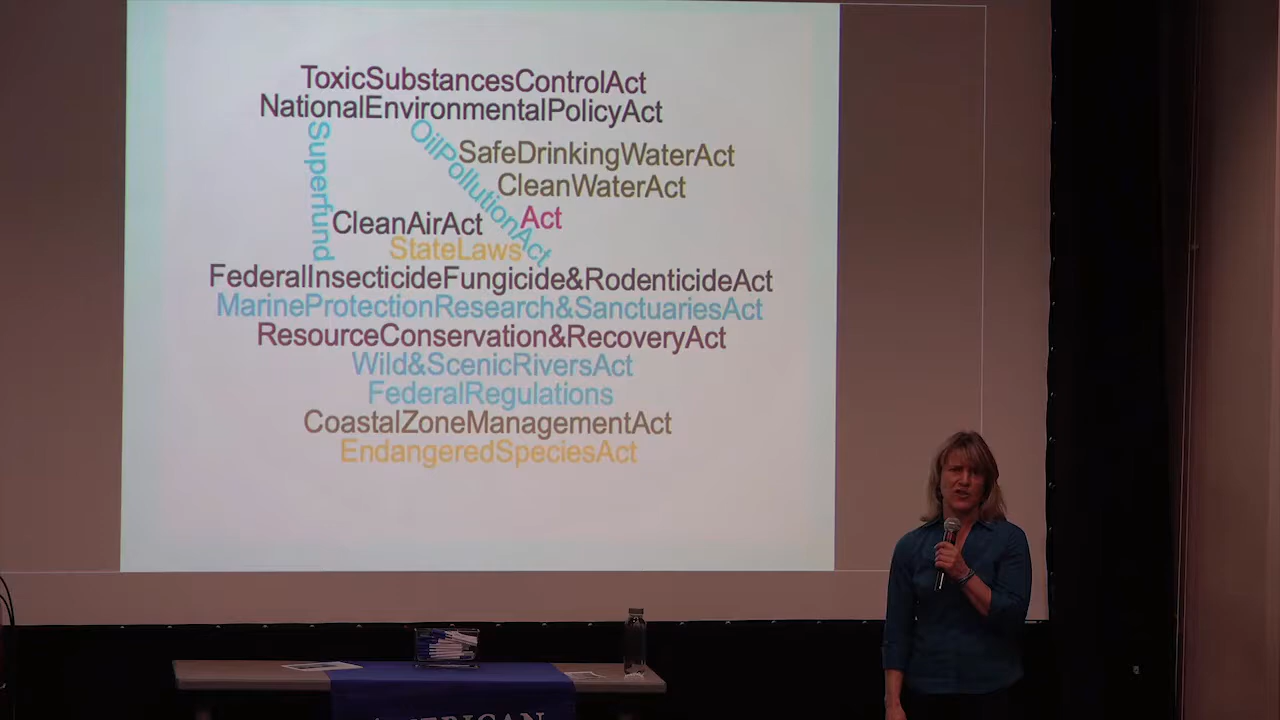 ToxicSubstancesControlAct
NationalEnvironmentalPolicyAct
Superfund
OilPollutionAct
SafeDrinkingWaterAct
CleanWaterAct
Act
CleanAirAct
StateLaws
FederalInsecticideFungicide&RodenticideAct
MarineProtectionResearch&SanctuariesAct
ResourceConservation&RecoveryAct
Wild&ScenicRiversAct
FederalRegulations
CoastalZoneManagementAct
EndangeredSpeciesAct
AMERICAN